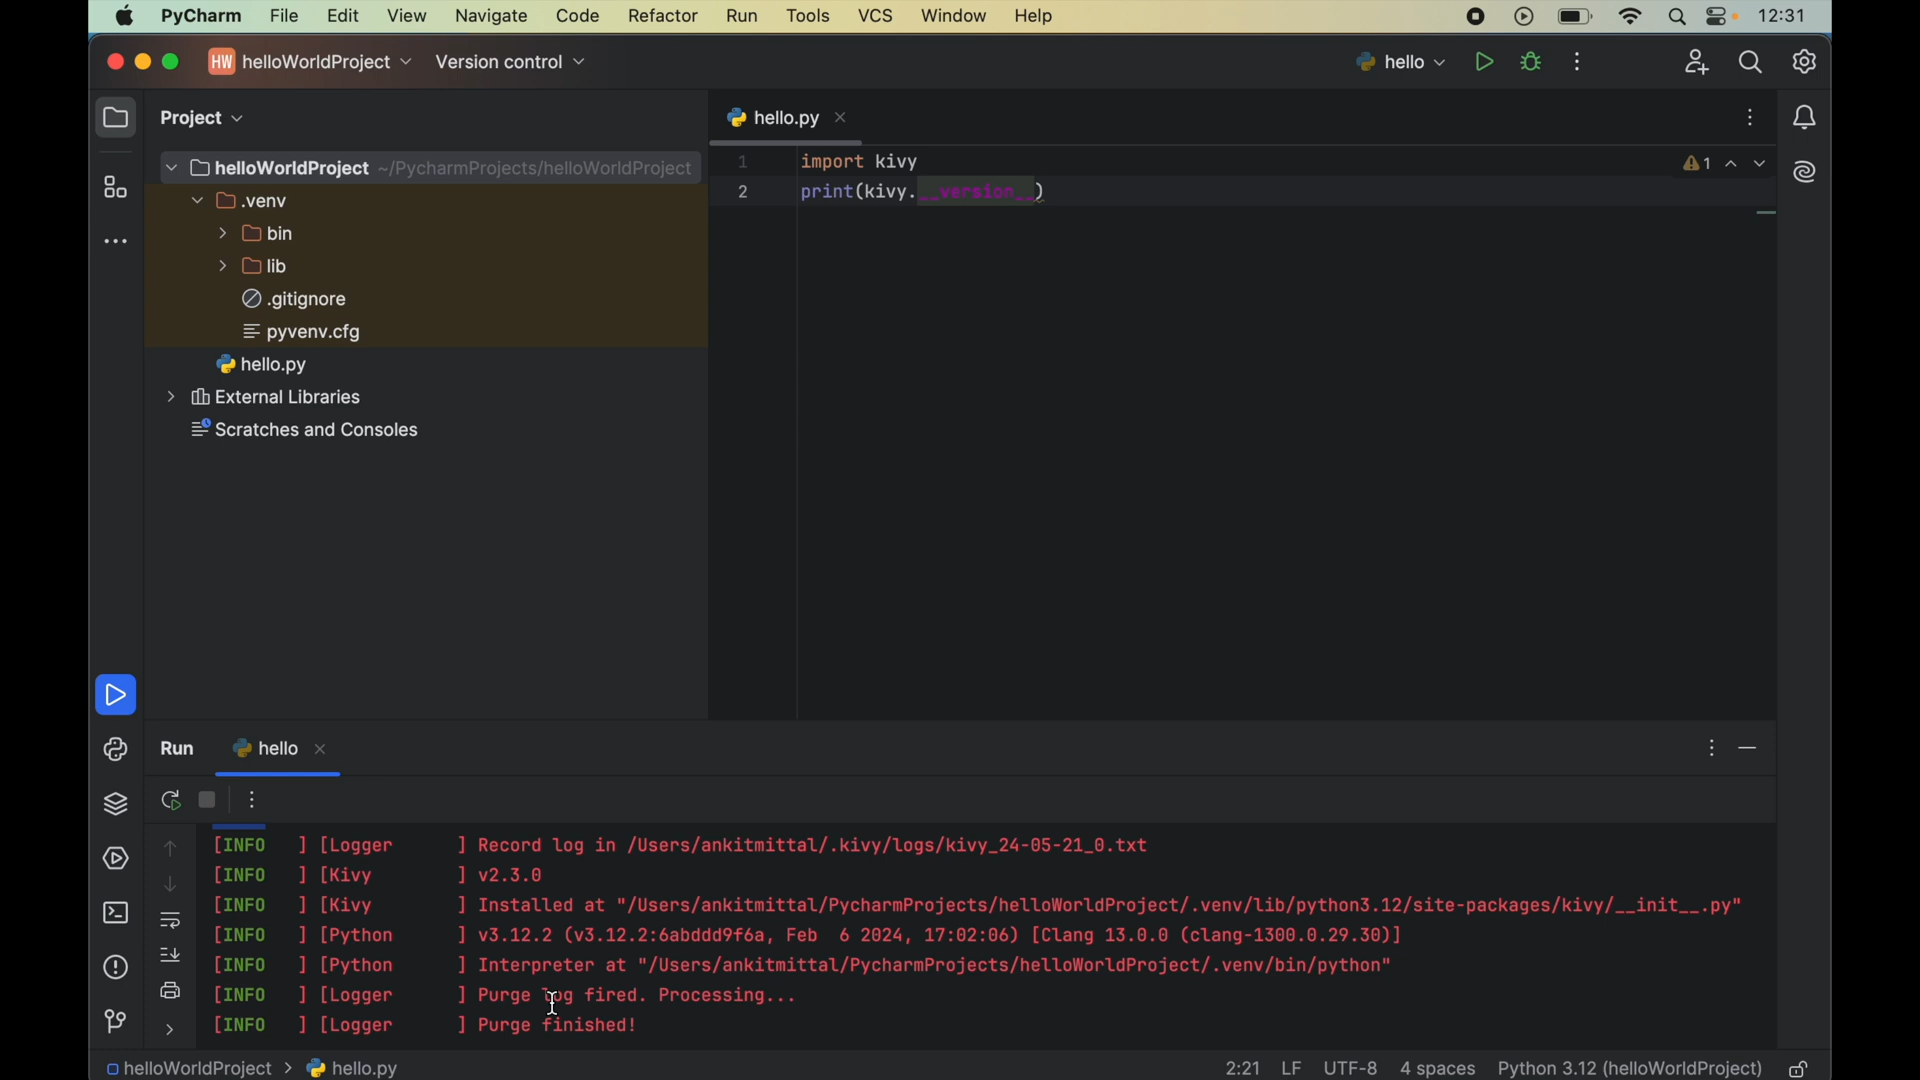 PyCharm File Edit View Navigate Code Refactor Run Tools VCS Window Help 12:31
HW helloWorldProject Version control hello
Project
hello.py
helloWorldProject ~/PycharmProjects/helloWorldProject
.venv
bin
lib
.gitignore
pyvenv.cfg
hello.py
External Libraries
Scratches and Consoles
1 import kivy
2 print(kivy.__version__)
1
Run hello
[INFO   ] [Logger      ] Record log in /Users/ankitmittal/.kivy/logs/kivy_24-05-21_0.txt
[INFO   ] [Kivy        ] v2.3.0
[INFO   ] [Kivy        ] Installed at "/Users/ankitmittal/PycharmProjects/helloWorldProject/.venv/lib/python3.12/site-packages/kivy/__init__.py"
[INFO   ] [Python      ] v3.12.2 (v3.12.2:6abddd9f6a, Feb  6 2024, 17:02:06) [Clang 13.0.0 (clang-1300.0.29.30)]
[INFO   ] [Python      ] Interpreter at "/Users/ankitmittal/PycharmProjects/helloWorldProject/.venv/bin/python"
[INFO   ] [Logger      ] Purge log fired. Processing...
[INFO   ] [Logger      ] Purge finished!
helloWorldProject > hello.py 2:21 LF UTF-8 4 spaces Python 3.12 (helloWorldProject)